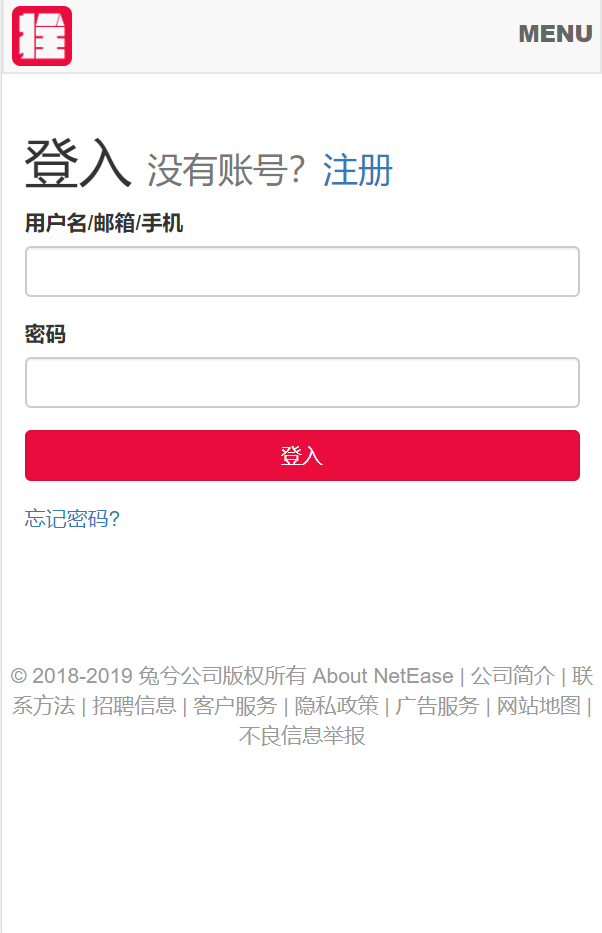 MENU
登入 没有账号？注册
用户名/邮箱/手机
密码
登入
忘记密码?
© 2018-2019 兔兮公司版权所有 About NetEase | 公司简介 | 联
系方法 | 招聘信息 | 客户服务 | 隐私政策 | 广告服务 | 网站地图 |
不良信息举报